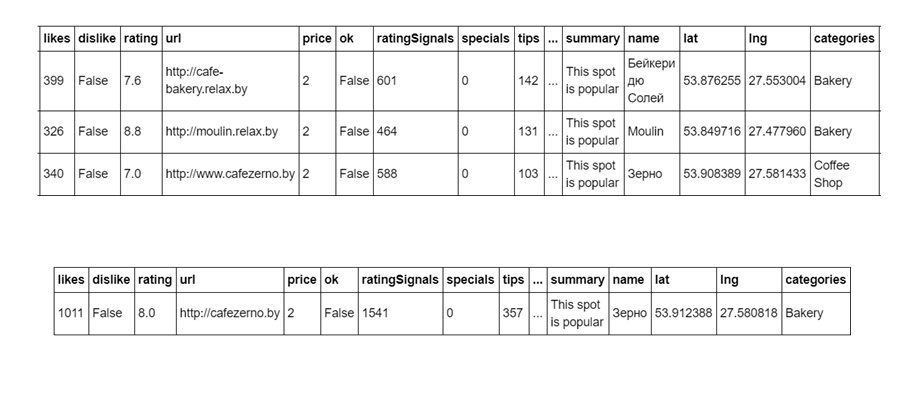 likes dislike rating url price ok ratingSignals specials tips ... summary name lat lng categories
399 False 7.6 http://cafe-bakery.relax.by 2 False 601 0 142 ... This spot is popular Бейкери дю Солей 53.876255 27.553004 Bakery
326 False 8.8 http://moulin.relax.by 2 False 464 0 131 ... This spot is popular Moulin 53.849716 27.477960 Bakery
340 False 7.0 http://www.cafezerno.by 2 False 588 0 103 ... This spot is popular Зерно 53.908389 27.581433 Coffee Shop
likes dislike rating url price ok ratingSignals specials tips ... summary name lat lng categories
1011 False 8.0 http://cafezerno.by 2 False 1541 0 357 ... This spot is popular Зерно 53.912388 27.580818 Bakery